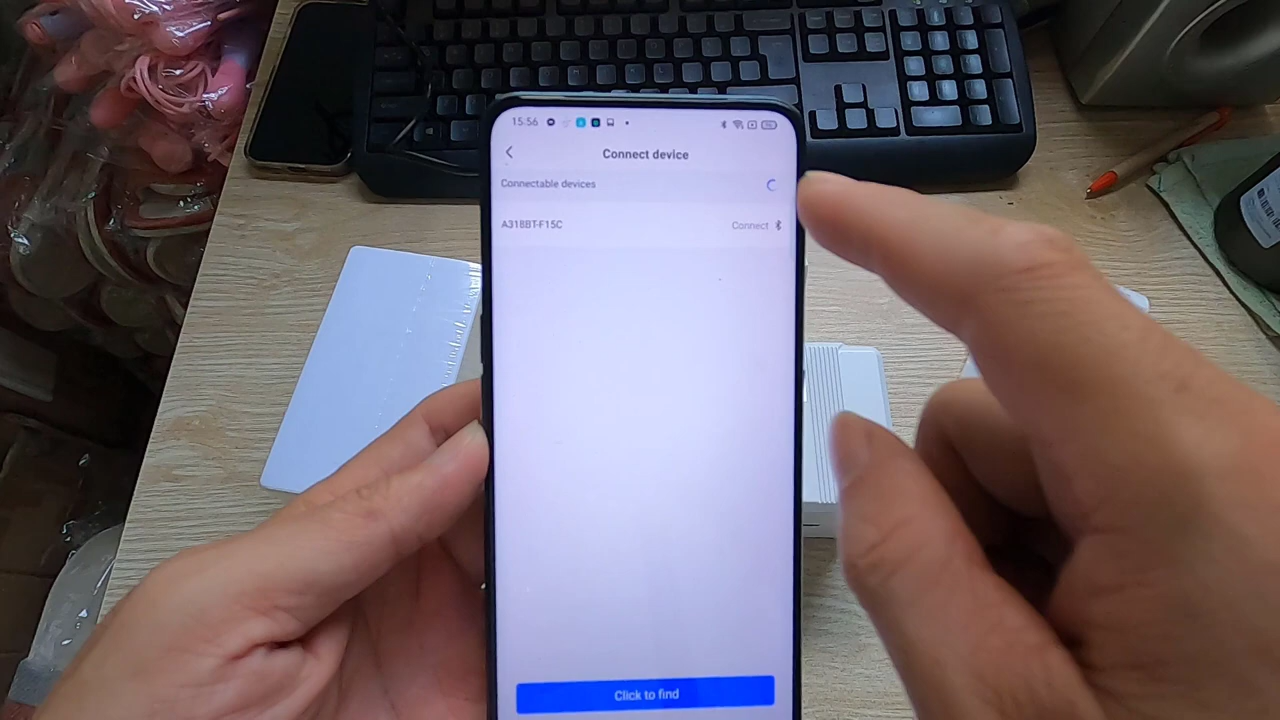 15:56
Connect device
Connectable devices
A31BBT-F15C
Connect
Click to find